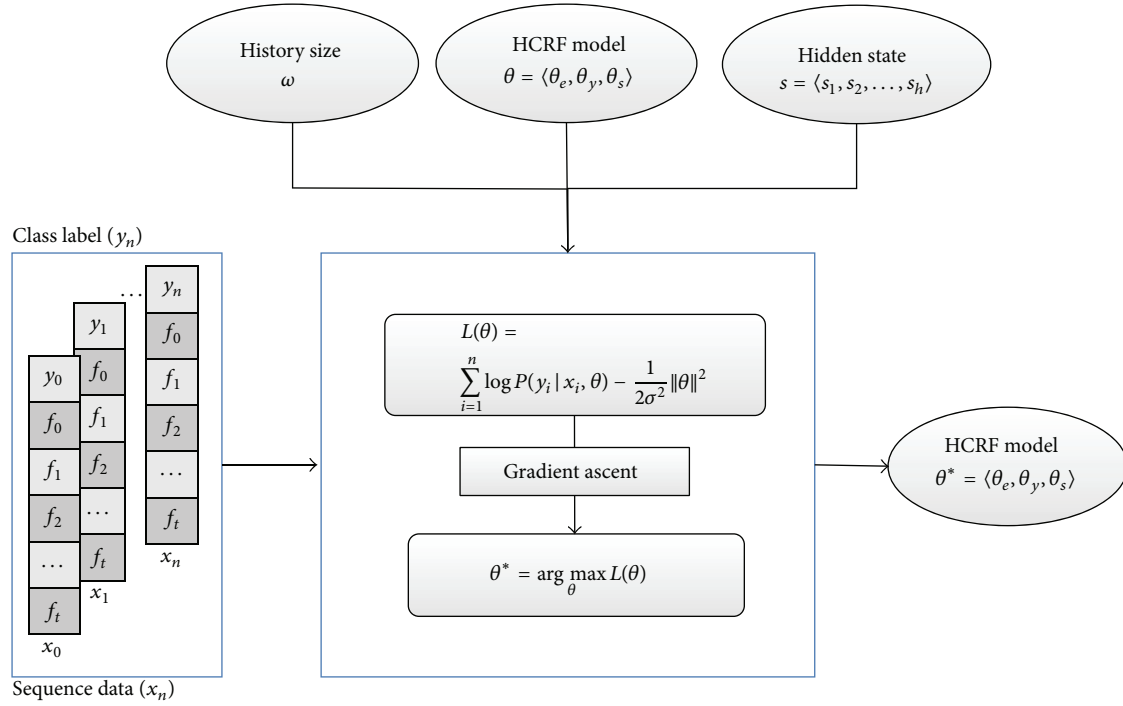 History size
ω
HCRF model
θ = ⟨θ_e, θ_y, θ_s⟩
Hidden state
s = ⟨s_1, s_2, . . . , s_h⟩
Class label (y_n)
y_0
f_0
f_1
f_2
...
f_t
x_0
y_1
f_0
f_1
f_2
...
f_t
x_1
...
y_n
f_0
f_1
f_2
...
f_t
x_n
Sequence data (x_n)
L(θ) =
∑_{i=1}^{n} log P(y_i | x_i, θ) − \frac{1}{2σ^2} ‖θ‖^2
Gradient ascent
θ* = arg max_θ L(θ)
HCRF model
θ* = ⟨θ_e, θ_y, θ_s⟩